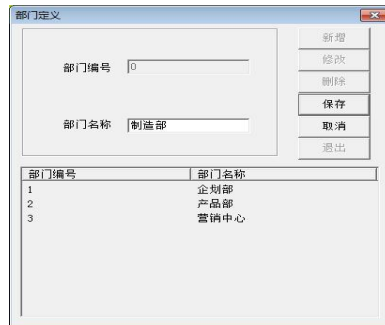 部门定义
新增
部门编号 0
修改
删除
保存
部门名称 制造部
取消
退出
部门编号 部门名称
1 企划部
2 产品部
3 营销中心